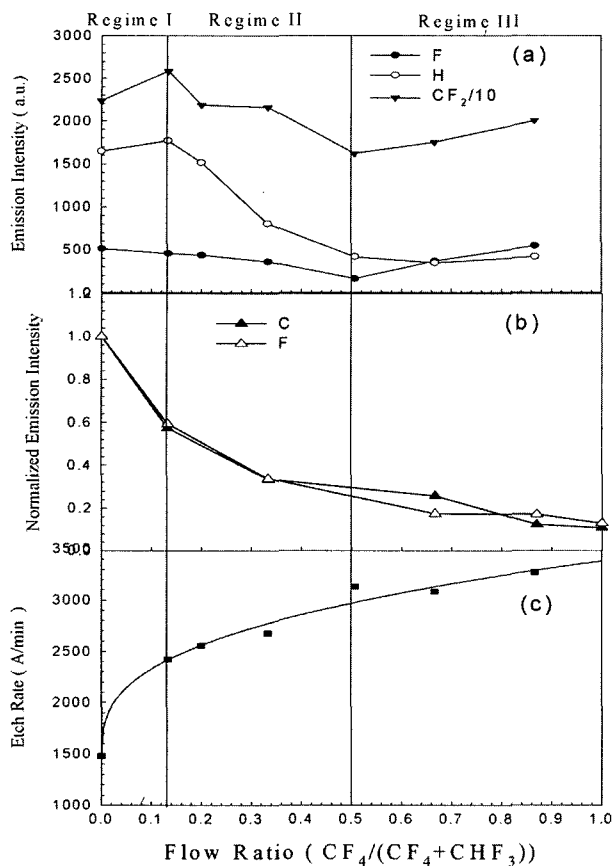 Regime I Regime II Regime III
3000
2500
2000
1500
1000
500
Emission Intensity ( a.u. )
(a)
F
H
CF2/10
1.0
0.8
0.6
0.4
0.2
Normalized Emission Intensity
(b)
C
F
3500
3000
2500
2000
1500
1000
Etch Rate ( A/min )
(c)
0.0 0.1 0.2 0.3 0.4 0.5 0.6 0.7 0.8 0.9 1.0
Flow Ratio ( CF4/(CF4+CHF3))